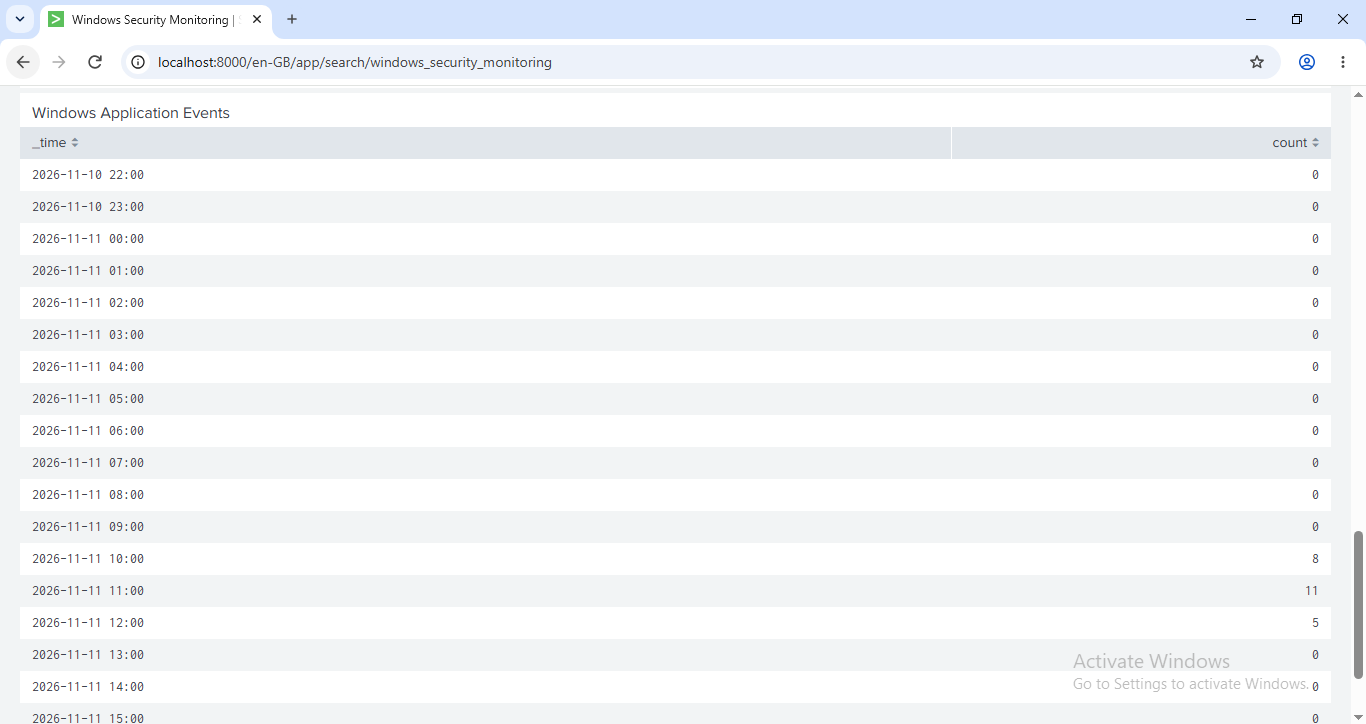 Windows Security Monitoring |
localhost:8000/en-GB/app/search/windows_security_monitoring
Windows Application Events
_time count
2026-11-10 22:00 0
2026-11-10 23:00 0
2026-11-11 00:00 0
2026-11-11 01:00 0
2026-11-11 02:00 0
2026-11-11 03:00 0
2026-11-11 04:00 0
2026-11-11 05:00 0
2026-11-11 06:00 0
2026-11-11 07:00 0
2026-11-11 08:00 0
2026-11-11 09:00 0
2026-11-11 10:00 8
2026-11-11 11:00 11
2026-11-11 12:00 5
2026-11-11 13:00 0
Activate Windows
2026-11-11 14:00 0
Go to Settings to activate Windows.
2026-11-11 15:00 0